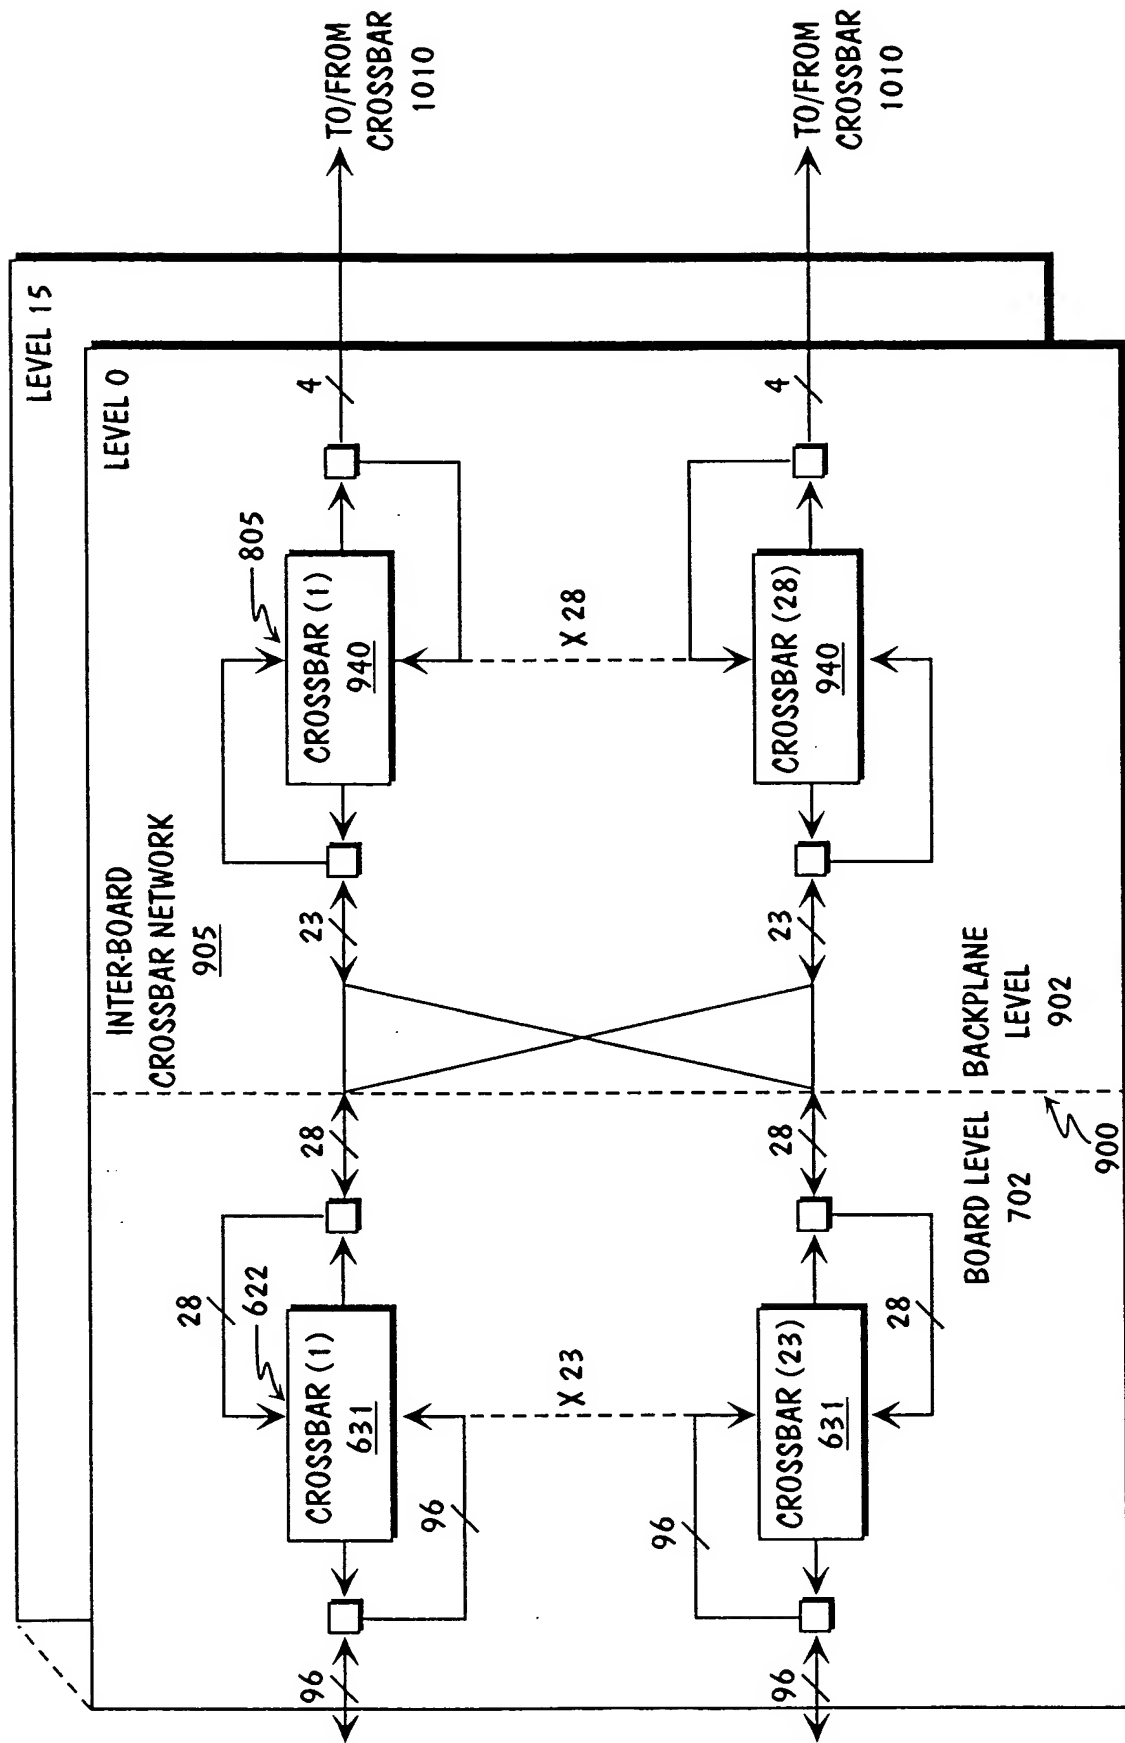 LEVEL 15
LEVEL 0
INTER-BOARD
CROSSBAR NETWORK
905
805
622
28
CROSSBAR (1)
631
96
96
28
23
CROSSBAR (1)
940
4
TO/FROM
CROSSBAR
1010
X 23
X 28
96
96
CROSSBAR (23)
631
28
28
23
CROSSBAR (28)
940
4
TO/FROM
CROSSBAR
1010
BOARD LEVEL
702
900
BACKPLANE
LEVEL
902